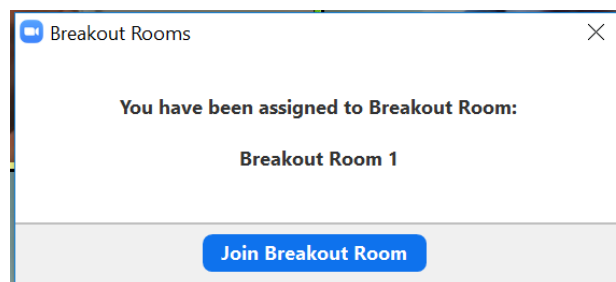 Breakout Rooms
You have been assigned to Breakout Room:
Breakout Room 1
Join Breakout Room